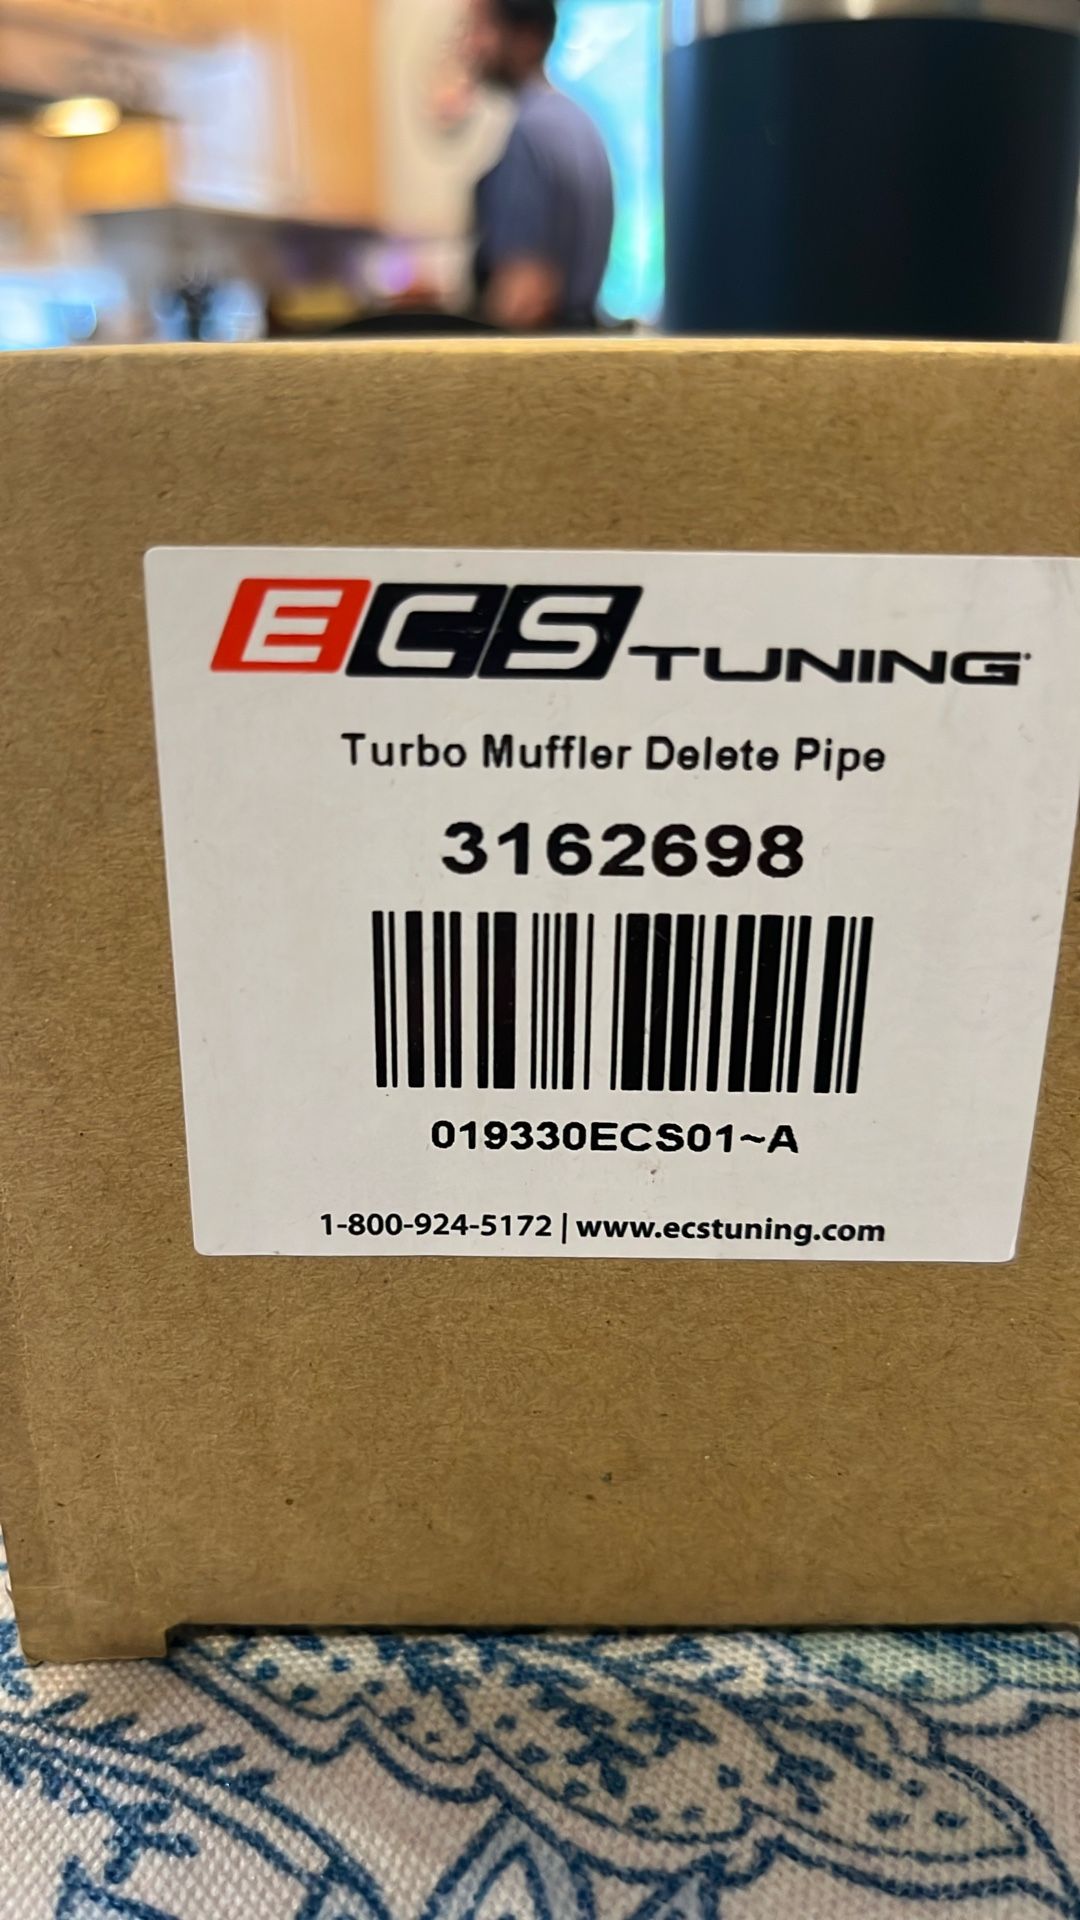 ECS TUNING
Turbo Muffler Delete Pipe
3162698
019330ECS01~A
1-800-924-5172 | www.ecstuning.com